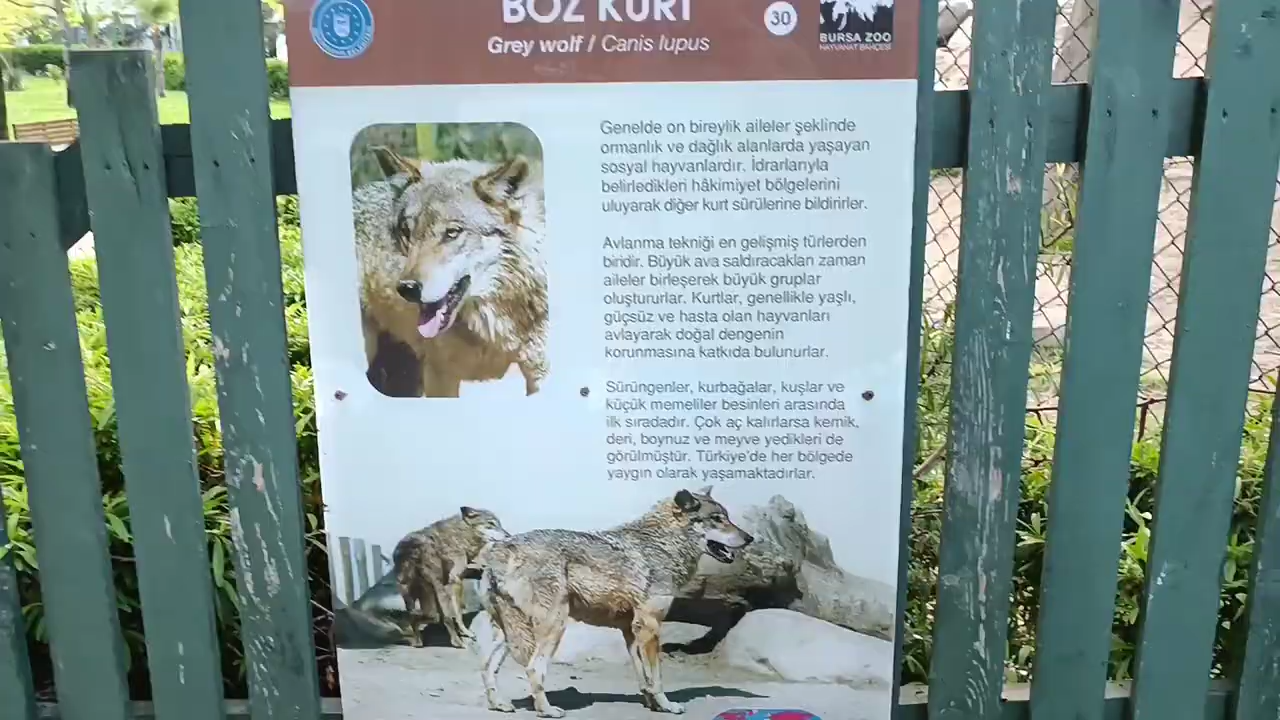 BOZ KURT
Grey wolf / Canis lupus
30
BURSA ZOO
HAYVANAT BAHÇESİ
Genelde on bireylik aileler şeklinde
ormanlık ve dağlık alanlarda yaşayan
sosyal hayvanlardır. İdrarlarıyla
belirledikleri hâkimiyet bölgelerini
uluyarak diğer kurt sürülerine bildirirler.
Avlanma tekniği en gelişmiş türlerden
biridir. Büyük ava saldıracakları zaman
aileler birleşerek büyük gruplar
oluştururlar. Kurtlar, genellikle yaşlı,
güçsüz ve hasta olan hayvanları
avlayarak doğal dengenin
korunmasına katkıda bulunurlar.
Sürüngenler, kurbağalar, kuşlar ve
küçük memeliler besinleri arasında
ilk sıradadır. Çok aç kalırlarsa kemik,
deri, boynuz ve meyve yedikleri de
görülmüştür. Türkiye'de her bölgede
yaygın olarak yaşamaktadırlar.